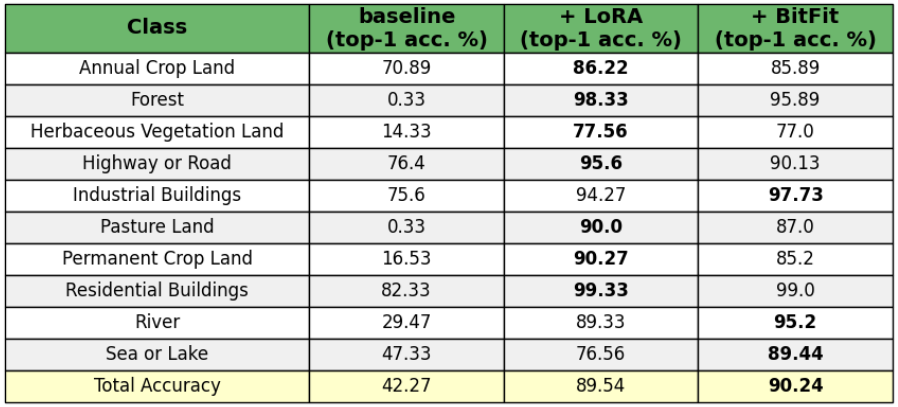 Class baseline (top-1 acc. %) + LoRA (top-1 acc. %) + BitFit (top-1 acc. %)
Annual Crop Land 70.89 86.22 85.89
Forest 0.33 98.33 95.89
Herbaceous Vegetation Land 14.33 77.56 77.0
Highway or Road 76.4 95.6 90.13
Industrial Buildings 75.6 94.27 97.73
Pasture Land 0.33 90.0 87.0
Permanent Crop Land 16.53 90.27 85.2
Residential Buildings 82.33 99.33 99.0
River 29.47 89.33 95.2
Sea or Lake 47.33 76.56 89.44
Total Accuracy 42.27 89.54 90.24